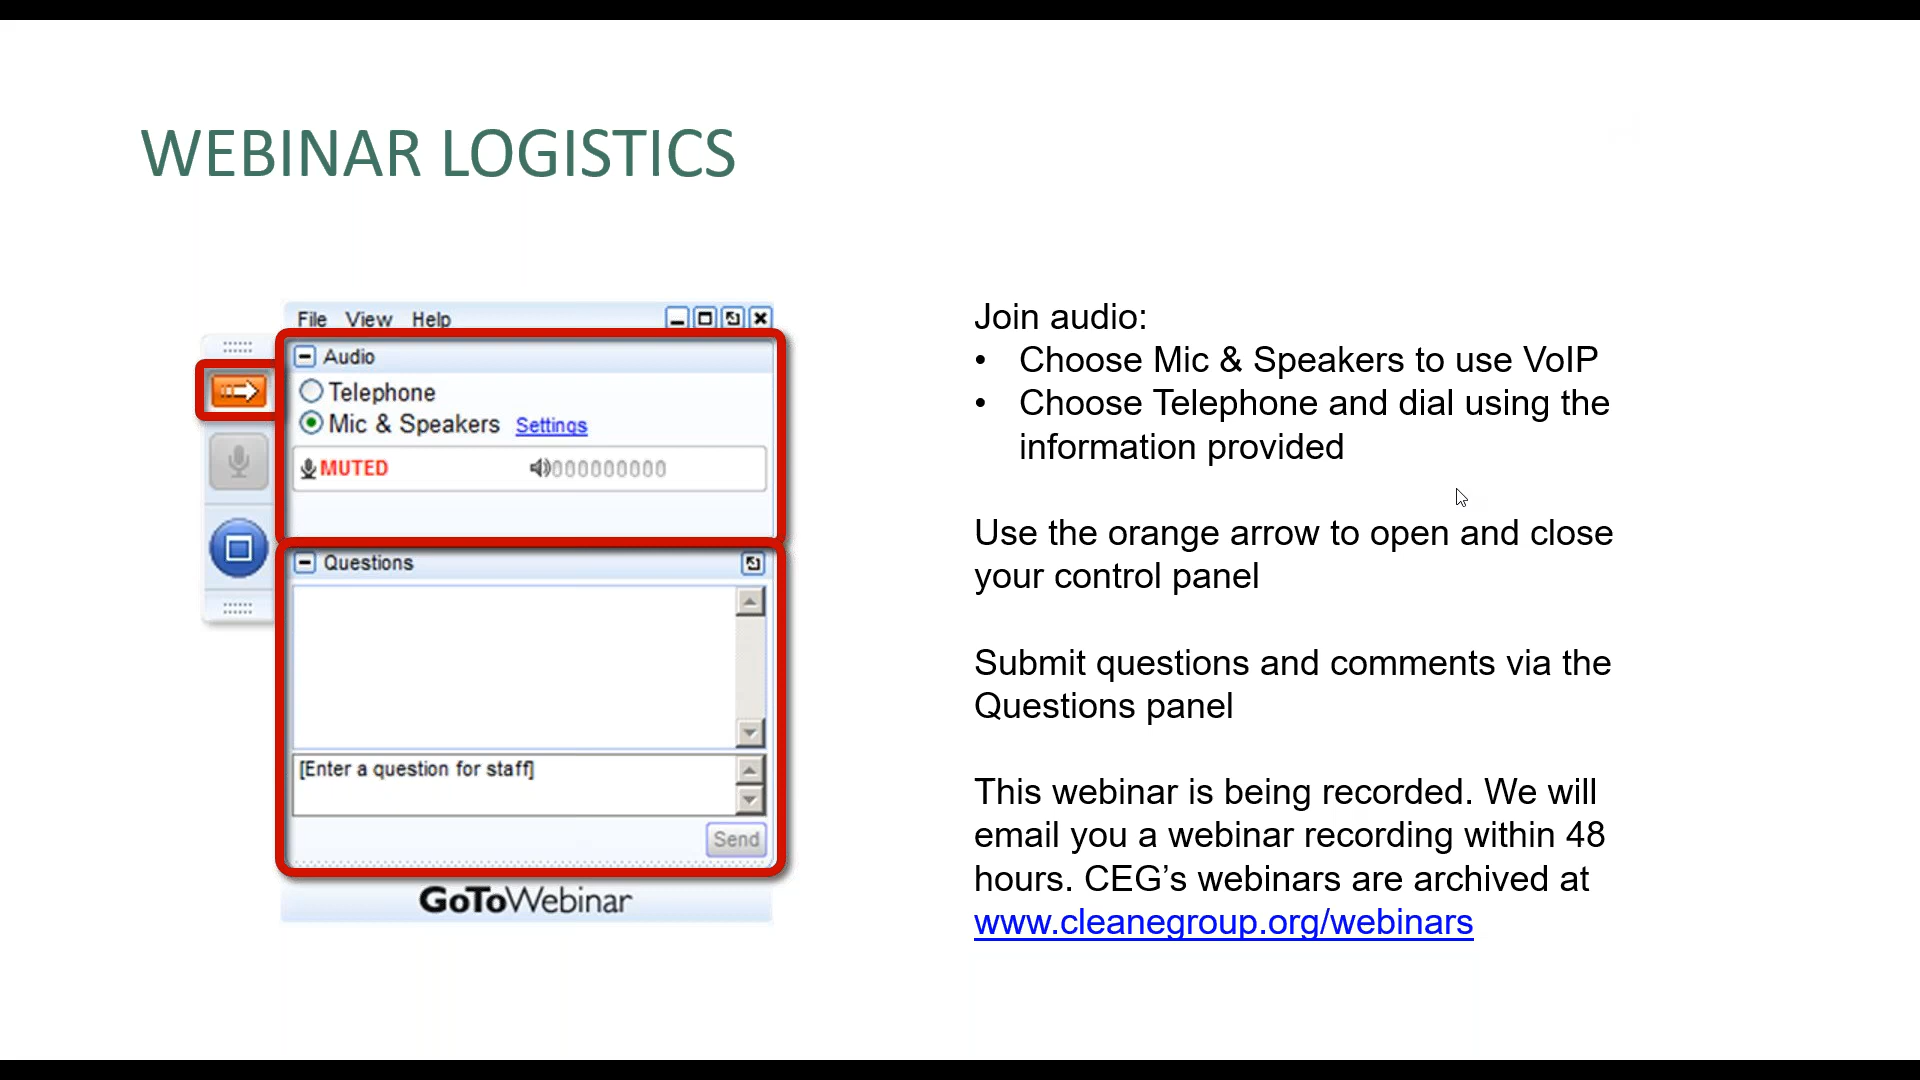 WEBINAR LOGISTICS
File View Help
Audio
Telephone
Mic & Speakers Settings
MUTED 000000000
Questions
[Enter a question for staff]
Send
GoToWebinar
Join audio:
• Choose Mic & Speakers to use VoIP
• Choose Telephone and dial using the
information provided
Use the orange arrow to open and close
your control panel
Submit questions and comments via the
Questions panel
This webinar is being recorded. We will
email you a webinar recording within 48
hours. CEG’s webinars are archived at
www.cleanegroup.org/webinars